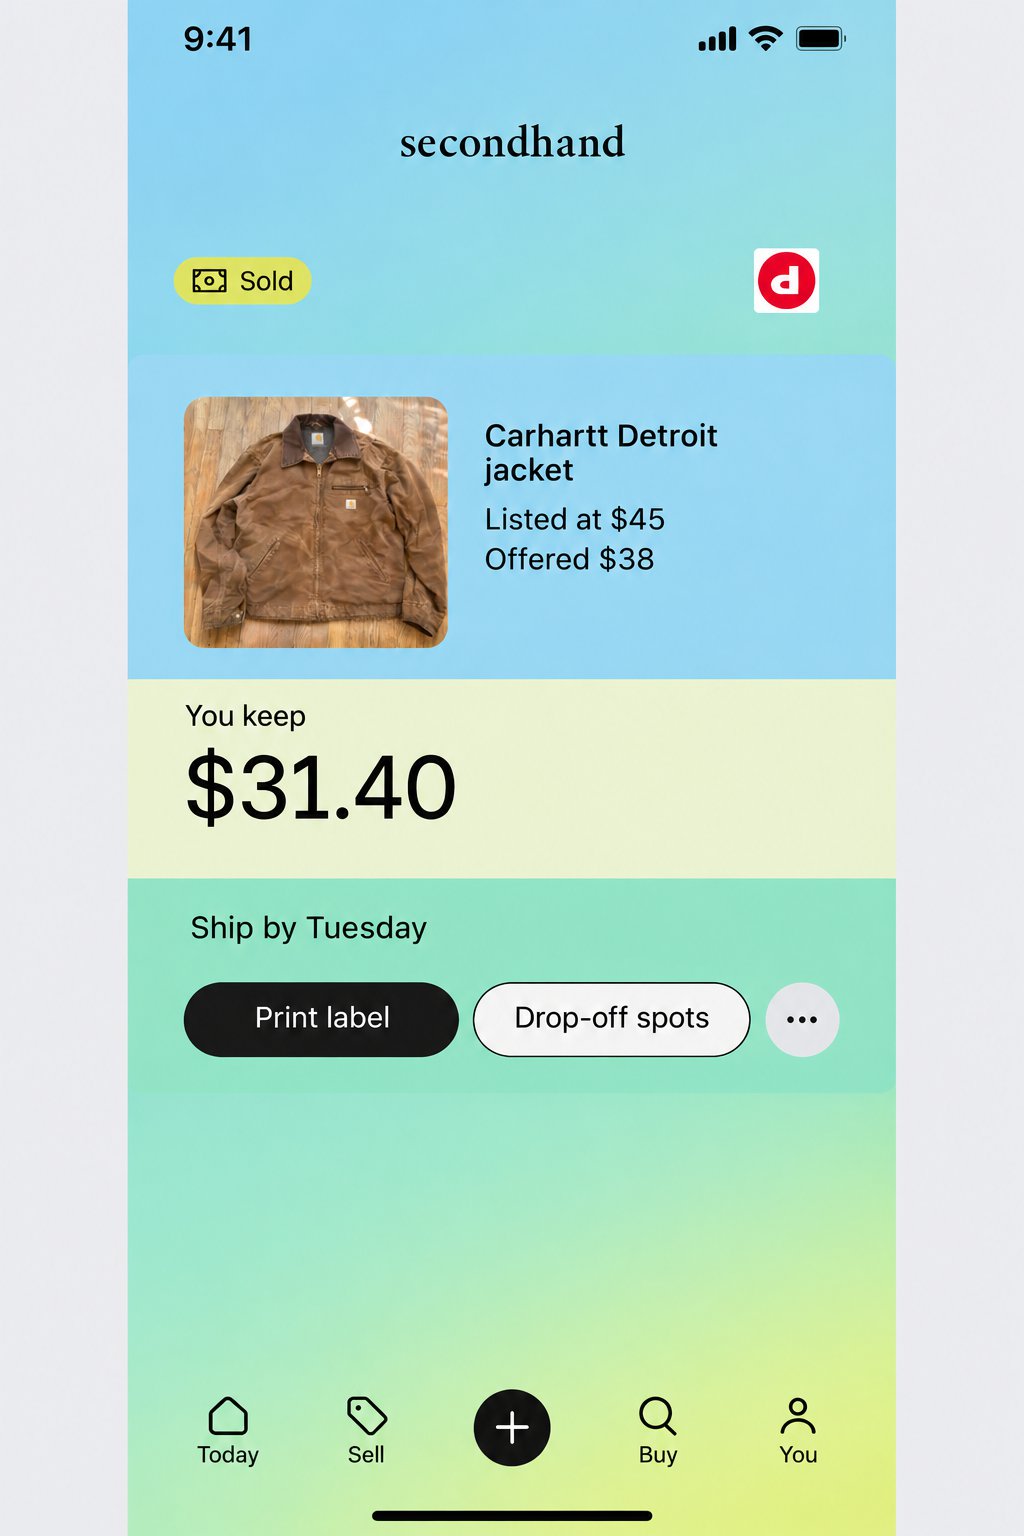 9:41
secondhand
Sold
Carhartt Detroit
jacket
Listed at $45
Offered $38
You keep
$31.40
Ship by Tuesday
Print label
Drop-off spots
Today
Sell
Buy
You